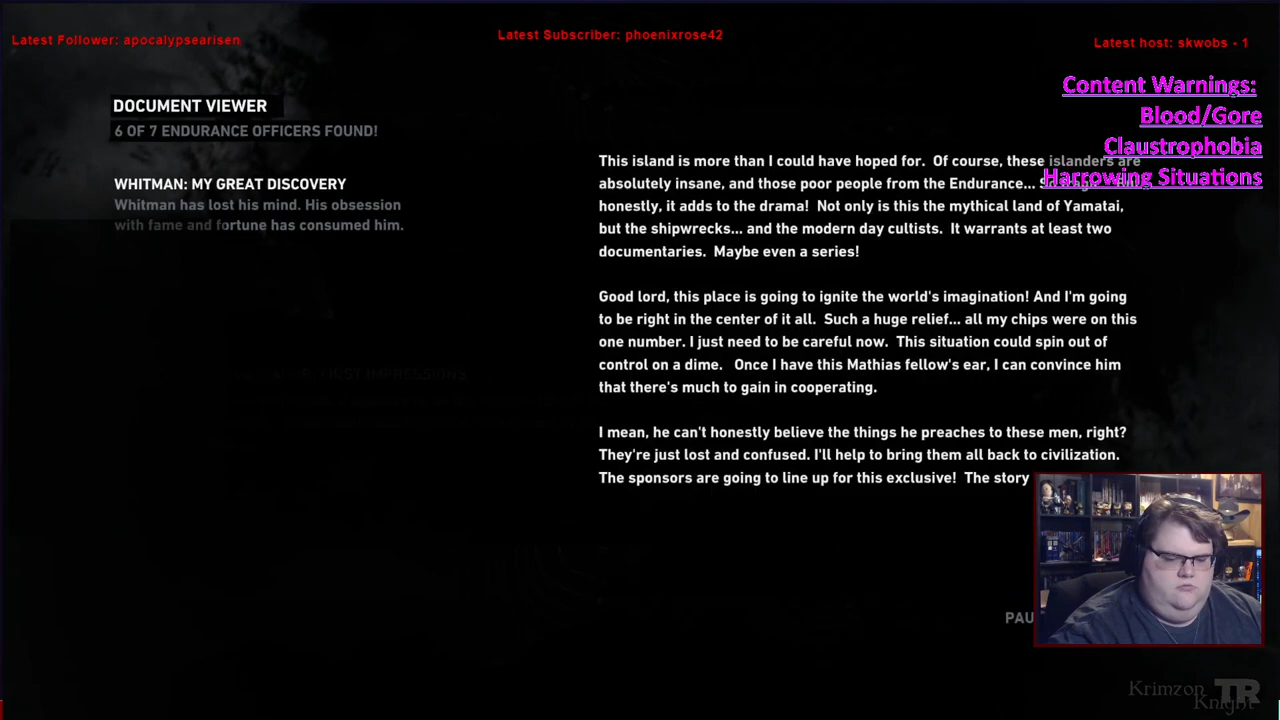 Latest Follower: apocalypsearisen
Latest Subscriber: phoenixrose42
Latest host: skwobs - 1
Content Warnings:
Blood/Gore
Claustrophobia
Harrowing Situations
DOCUMENT VIEWER
6 OF 7 ENDURANCE OFFICERS FOUND!
WHITMAN: MY GREAT DISCOVERY
Whitman has lost his mind. His obsession
with fame and fortune has consumed him.
This island is more than I could have hoped for. Of course, these islanders are
absolutely insane, and those poor people from the Endurance...
honestly, it adds to the drama! Not only is this the mythical land of Yamatai,
but the shipwrecks... and the modern day cultists. It warrants at least two
documentaries. Maybe even a series!
Good lord, this place is going to ignite the world's imagination! And I'm going
to be right in the center of it all. Such a huge relief... all my chips were on this
one number. I just need to be careful now. This situation could spin out of
control on a dime. Once I have this Mathias fellow's ear, I can convince him
that there's much to gain in cooperating.
I mean, he can't honestly believe the things he preaches to these men, right?
They're just lost and confused. I'll help to bring them all back to civilization.
The sponsors are going to line up for this exclusive! The story
PAU
Krimzon
Knight
TR